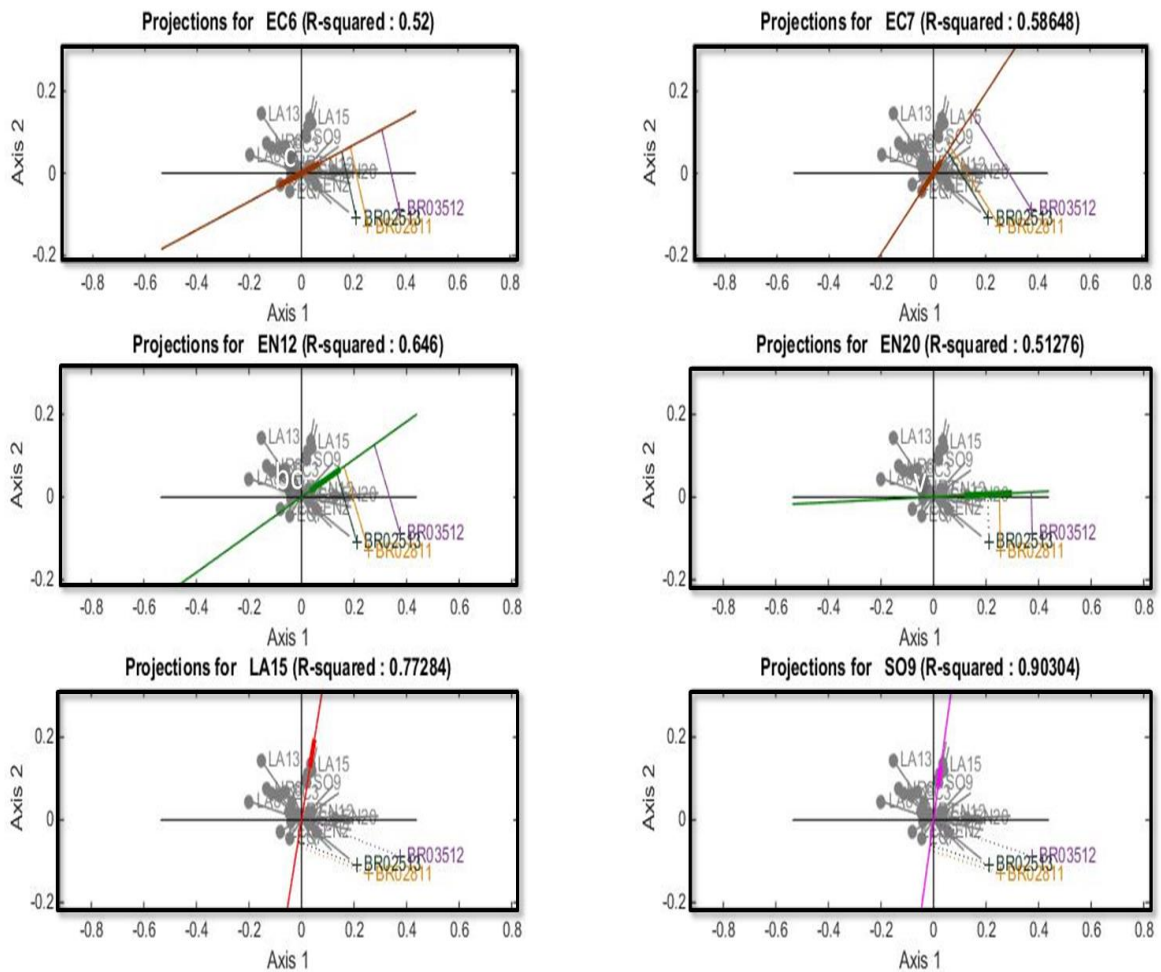 Projections for EC6 (R-squared : 0.52)
Axis 2
0.2
0
-0.2
LA13
LA15
SO9
C
BR02513
BR03512
BR02811
-0.8 -0.6 -0.4 -0.2 0 0.2 0.4 0.6 0.8
Axis 1
Projections for EC7 (R-squared : 0.58648)
Axis 2
0.2
0
-0.2
LA13
LA15
SO9
BR02513
BR03512
BR02811
-0.8 -0.6 -0.4 -0.2 0 0.2 0.4 0.6 0.8
Axis 1
Projections for EN12 (R-squared : 0.646)
Axis 2
0.2
0
-0.2
LA13
LA15
SO9
BR02513
BR03512
BR02811
-0.8 -0.6 -0.4 -0.2 0 0.2 0.4 0.6 0.8
Axis 1
Projections for EN20 (R-squared : 0.51276)
Axis 2
0.2
0
-0.2
LA13
LA15
SO9
V
BR02513
BR03512
BR02811
-0.8 -0.6 -0.4 -0.2 0 0.2 0.4 0.6 0.8
Axis 1
Projections for LA15 (R-squared : 0.77284)
Axis 2
0.2
0
-0.2
LA13
LA15
SO9
BR02513
BR03512
BR02811
-0.8 -0.6 -0.4 -0.2 0 0.2 0.4 0.6 0.8
Axis 1
Projections for SO9 (R-squared : 0.90304)
Axis 2
0.2
0
-0.2
LA13
LA15
SO9
BR02513
BR03512
BR02811
-0.8 -0.6 -0.4 -0.2 0 0.2 0.4 0.6 0.8
Axis 1